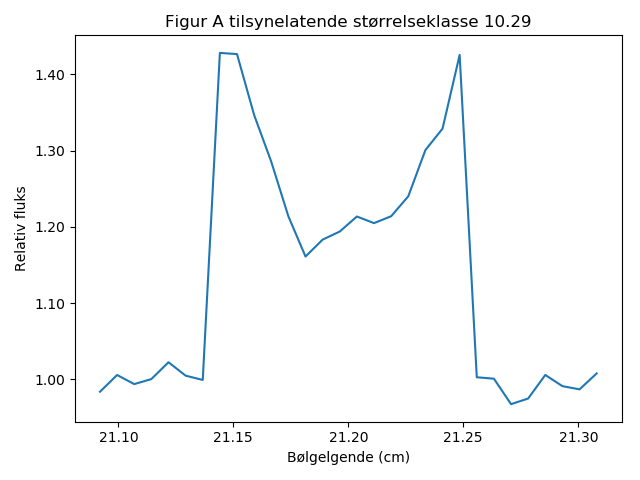 Figur A tilsynelatende størrelseklasse 10.29
Relativ fluks
1.40
1.30
1.20
1.10
1.00
21.10 21.15 21.20 21.25 21.30
Bølgelgende (cm)